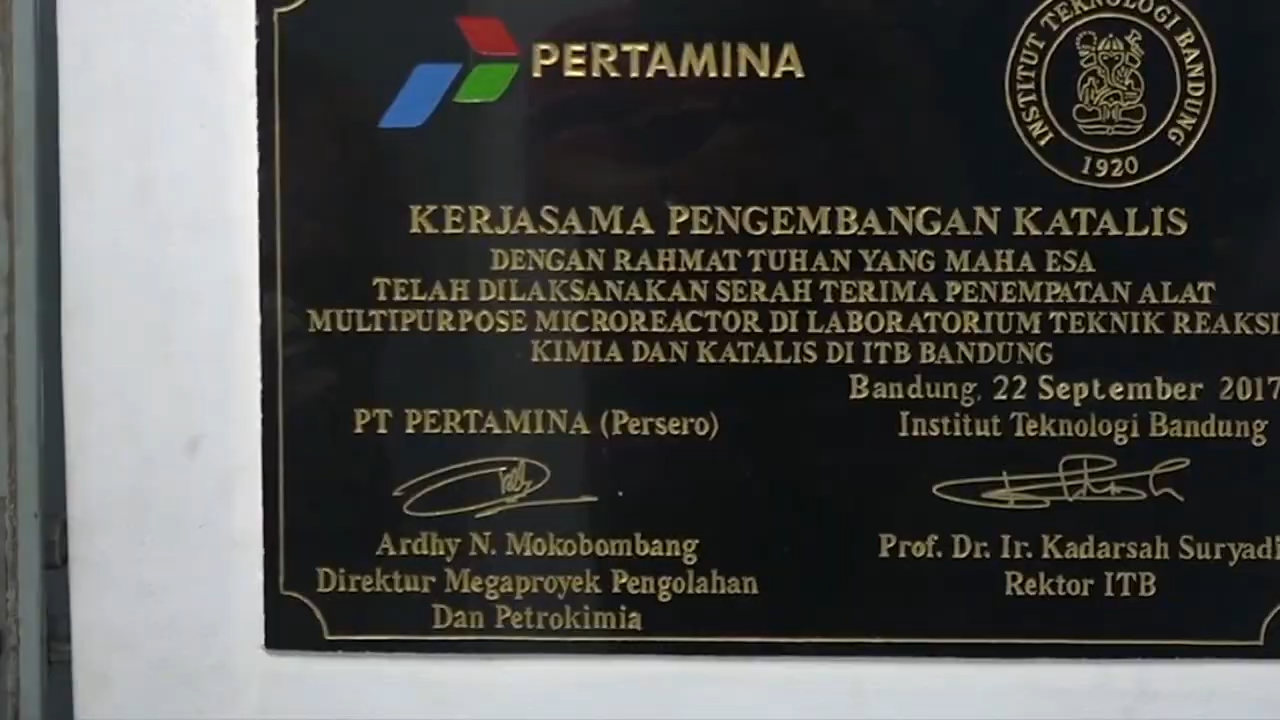 PERTAMINA
INSTITUT TEKNOLOGI BANDUNG
1920
KERJASAMA PENGEMBANGAN KATALIS
DENGAN RAHMAT TUHAN YANG MAHA ESA
TELAH DILAKSANAKAN SERAH TERIMA PENEMPATAN ALAT
MULTIPURPOSE MICROREACTOR DI LABORATORIUM TEKNIK REAKSI
KIMIA DAN KATALIS DI ITB BANDUNG
Bandung, 22 September 2017
PT PERTAMINA (Persero)
Institut Teknologi Bandung
Ardhy N. Mokobombang
Direktur Megaproyek Pengolahan
Dan Petrokimia
Prof. Dr. Ir. Kadarsah Suryadi
Rektor ITB